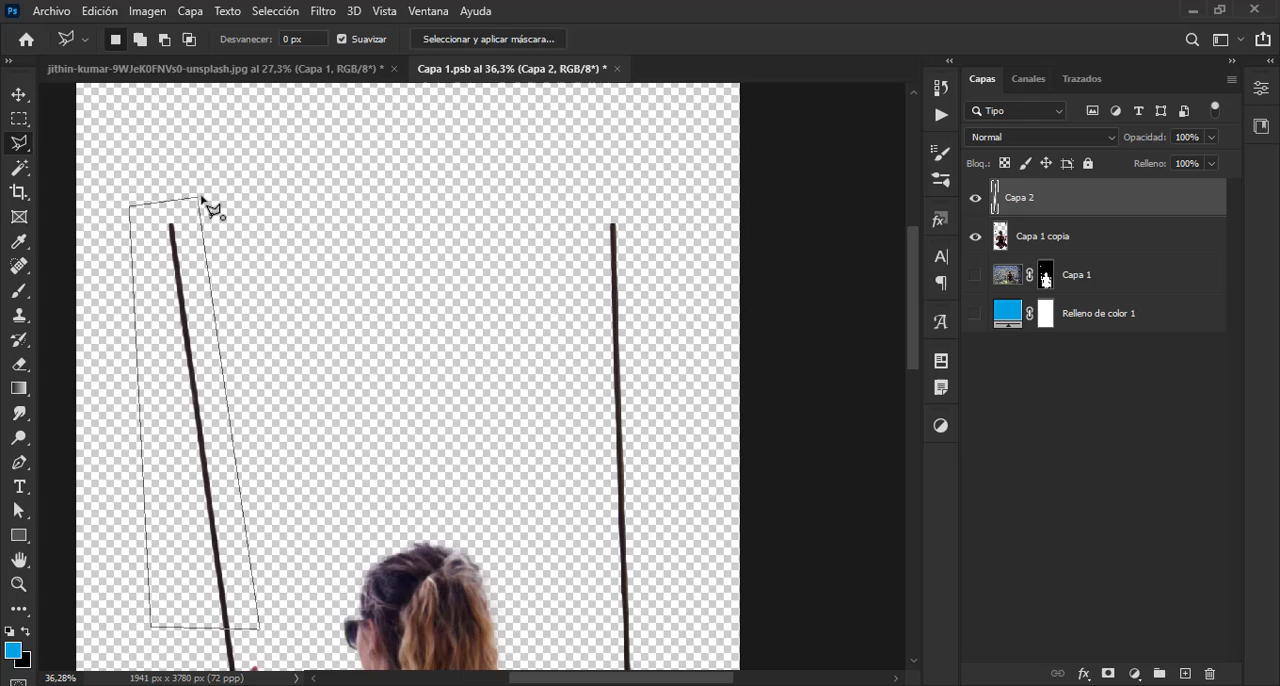 Ps Archivo Edición Imagen Capa Texto Selección Filtro 3D Vista Ventana Ayuda
Desvanecer: 0 px Suavizar Seleccionar y aplicar máscara...
jithin-kumar-9WJeK0FNVs0-unsplash.jpg al 27,3% (Capa 1, RGB/8*) * Capa 1.psb al 36,3% (Capa 2, RGB/8*) *
Capas Canales Trazados
Tipo
Normal Opacidad: 100%
Bloq.: Relleno: 100%
Capa 2
Capa 1 copia
Capa 1
Relleno de color 1
36,28% 1941 px x 3780 px (72 ppp)